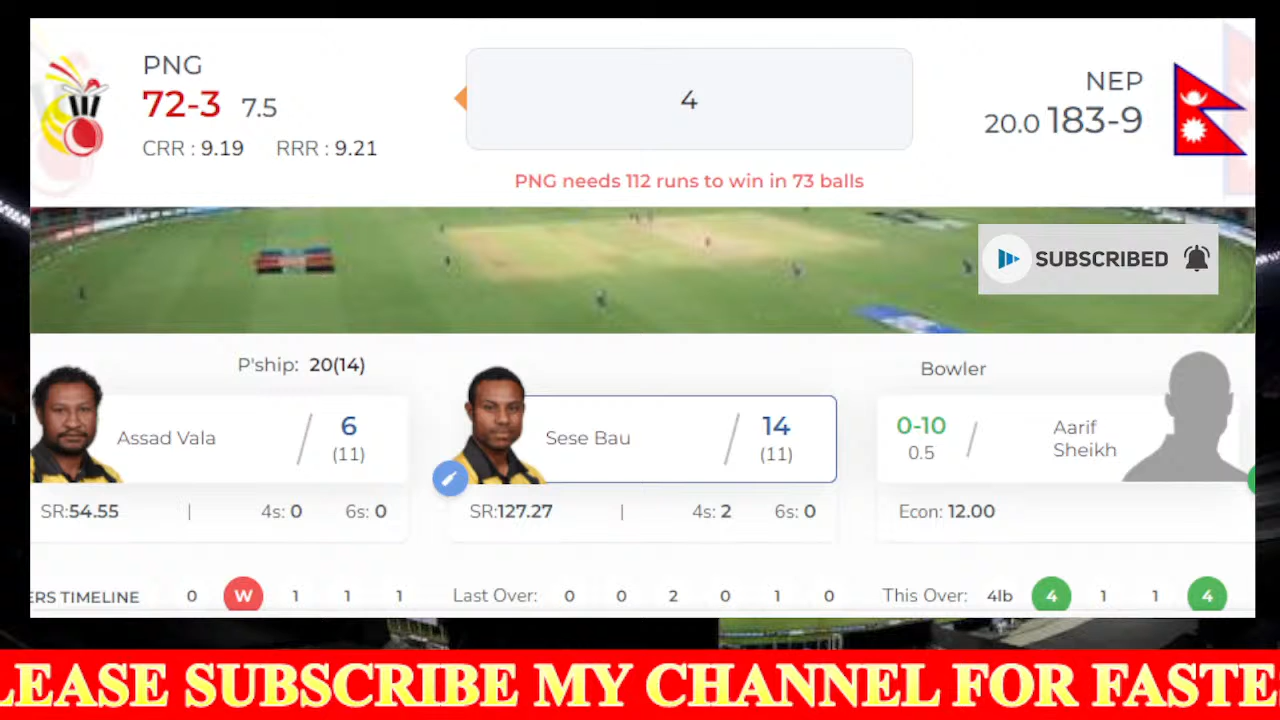 PNG
72-3 7.5
CRR : 9.19 RRR : 9.21
4
NEP
20.0 183-9
PNG needs 112 runs to win in 73 balls
SUBSCRIBED
P'ship: 20(14)
Bowler
Assad Vala
6
(11)
Sese Bau
14
(11)
0-10
0.5
Aarif
Sheikh
SR:54.55 | 4s: 0 6s: 0
SR:127.27 | 4s: 2 6s: 0
Econ: 12.00
ERS TIMELINE 0 W 1 1 1 Last Over: 0 0 2 0 1 0 This Over: 4lb 4 1 1 4
LEASE SUBSCRIBE MY CHANNEL FOR FASTE